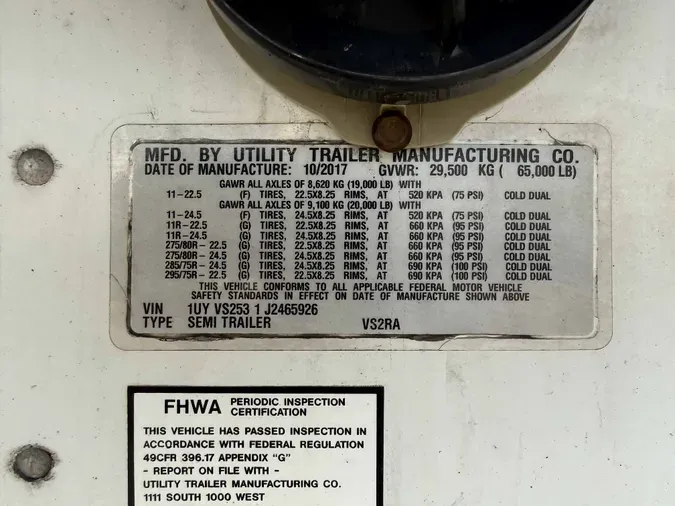 MFD. BY UTILITY TRAILER MANUFACTURING CO.
DATE OF MANUFACTURE: 10/2017 GVWR: 29,500 KG ( 65,000 LB)
GAWR ALL AXLES OF 8,620 KG (19,000 LB) WITH
11-22.5 (F) TIRES, 22.5X8.25 RIMS, AT 520 KPA (75 PSI) COLD DUAL
GAWR ALL AXLES OF 9,100 KG (20,000 LB) WITH
11-24.5 (F) TIRES, 24.5X8.25 RIMS, AT 520 KPA (75 PSI) COLD DUAL
11R-22.5 (G) TIRES, 22.5X8.25 RIMS, AT 660 KPA (95 PSI) COLD DUAL
11R-24.5 (G) TIRES, 24.5X8.25 RIMS, AT 660 KPA (95 PSI) COLD DUAL
275/80R-22.5 (G) TIRES, 22.5X8.25 RIMS, AT 660 KPA (95 PSI) COLD DUAL
275/80R-24.5 (G) TIRES, 24.5X8.25 RIMS, AT 660 KPA (95 PSI) COLD DUAL
285/75R-24.5 (G) TIRES, 24.5X8.25 RIMS, AT 690 KPA (100 PSI) COLD DUAL
295/75R-22.5 (G) TIRES, 22.5X8.25 RIMS, AT 690 KPA (100 PSI) COLD DUAL
THIS VEHICLE CONFORMS TO ALL APPLICABLE FEDERAL MOTOR VEHICLE
SAFETY STANDARDS IN EFFECT ON DATE OF MANUFACTURE SHOWN ABOVE
VIN 1UY VS253 1 J2465926
TYPE SEMI TRAILER VS2RA
FHWA PERIODIC INSPECTION
CERTIFICATION
THIS VEHICLE HAS PASSED INSPECTION IN
ACCORDANCE WITH FEDERAL REGULATION
49CFR 396.17 APPENDIX "G"
- REPORT ON FILE WITH -
UTILITY TRAILER MANUFACTURING CO.
1111 SOUTH 1000 WEST